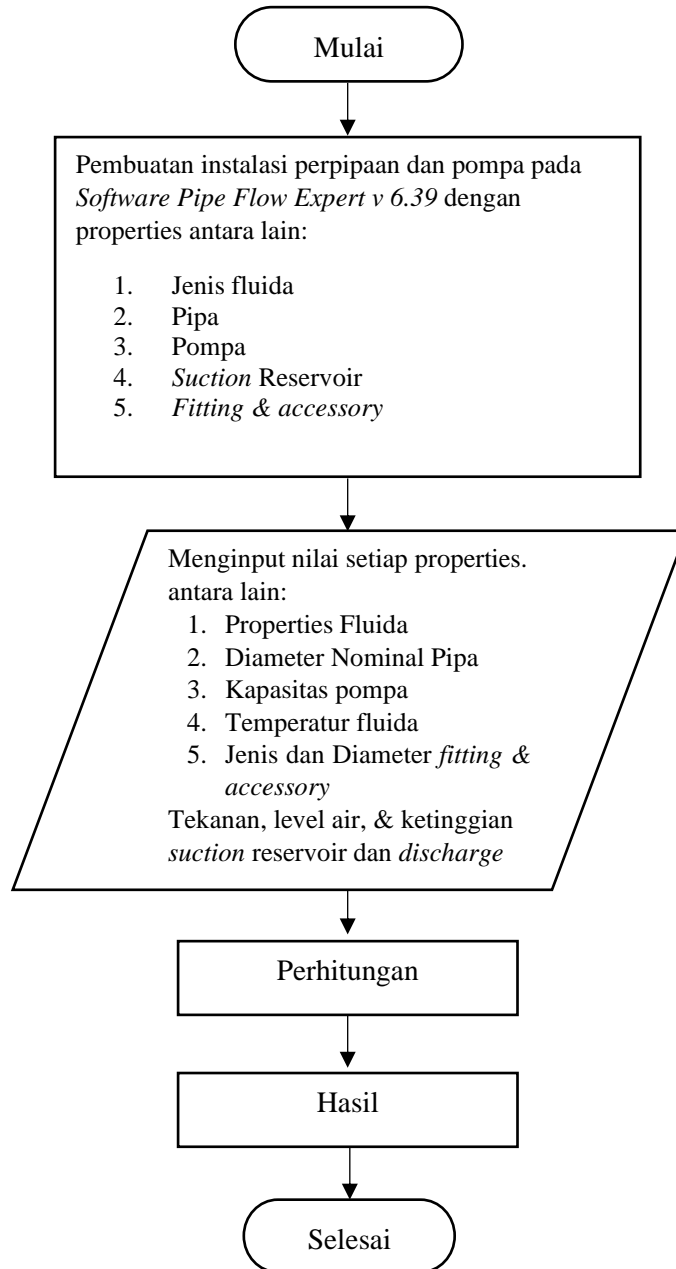 Mulai
Pembuatan instalasi perpipaan dan pompa pada
Software Pipe Flow Expert v 6.39 dengan
properties antara lain:
1. Jenis fluida
2. Pipa
3. Pompa
4. Suction Reservoir
5. Fitting & accessory
Menginput nilai setiap properties.
antara lain:
1. Properties Fluida
2. Diameter Nominal Pipa
3. Kapasitas pompa
4. Temperatur fluida
5. Jenis dan Diameter fitting &
accessory
Tekanan, level air, & ketinggian
suction reservoir dan discharge
Perhitungan
Hasil
Selesai